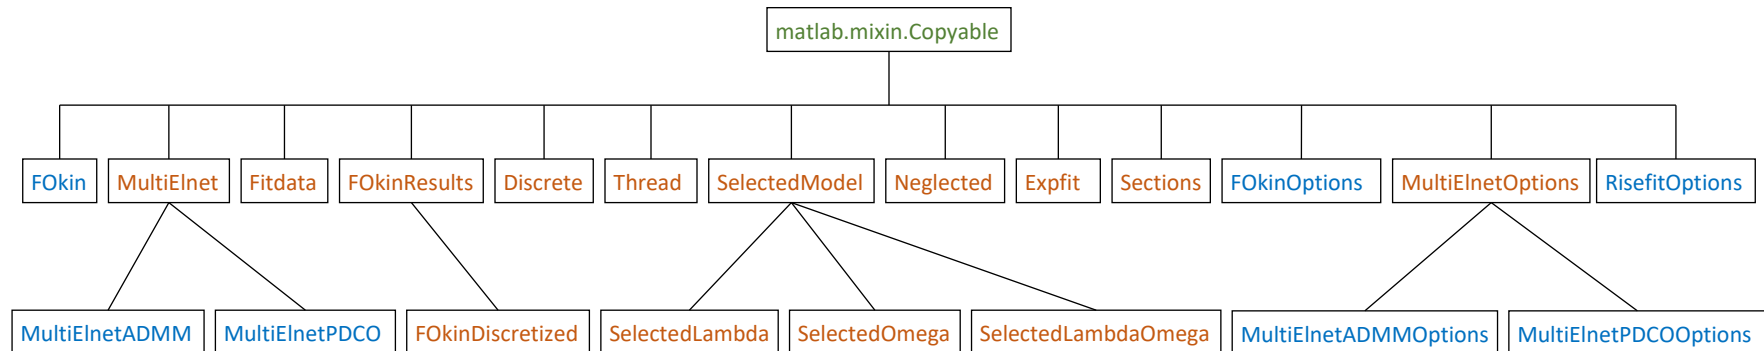 matlab.mixin.Copyable
FOkin
MultiElnet
Fitdata
FOkinResults
Discrete
Thread
SelectedModel
Neglected
Expfit
Sections
FOkinOptions
MultiElnetOptions
RisefitOptions
MultiElnetADMM
MultiElnetPDCO
FOkinDiscretized
SelectedLambda
SelectedOmega
SelectedLambdaOmega
MultiElnetADMMOptions
MultiElnetPDCOOptions